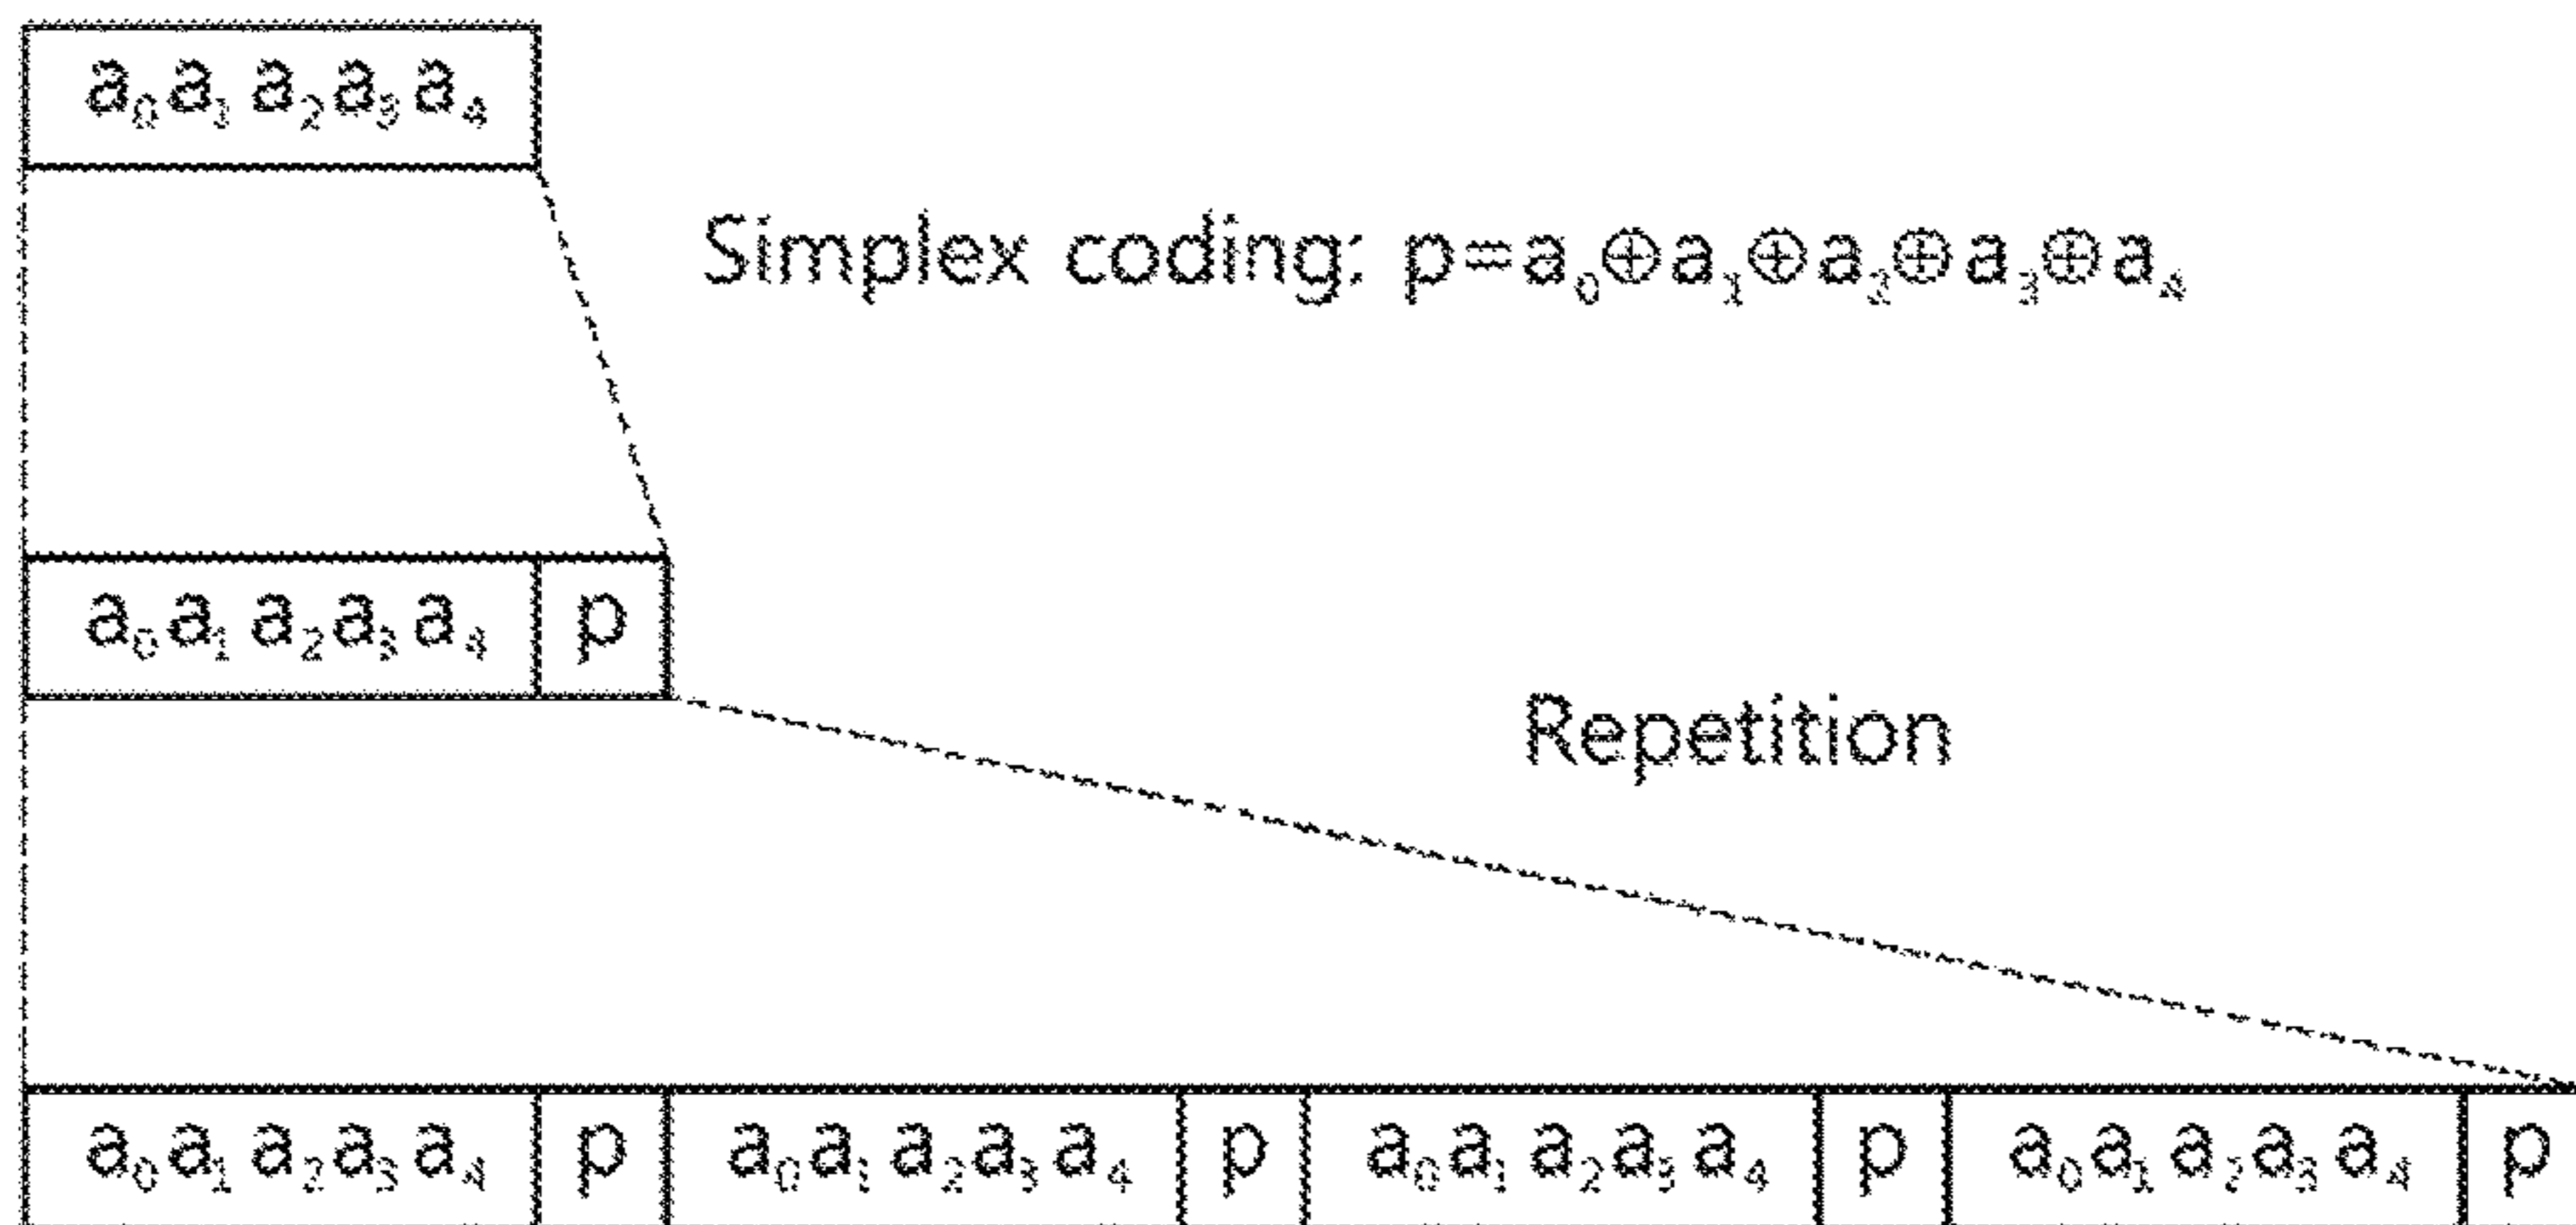 a₀a₁a₂a₃a₄
Simplex coding: p=a₀⊕a₁⊕a₂⊕a₃⊕a₄
a₀a₁a₂a₃a₄ p
Repetition
a₀a₁a₂a₃a₄ p a₀a₁a₂a₃a₄ p a₀a₁a₂a₃a₄ p a₀a₁a₂a₃a₄ p